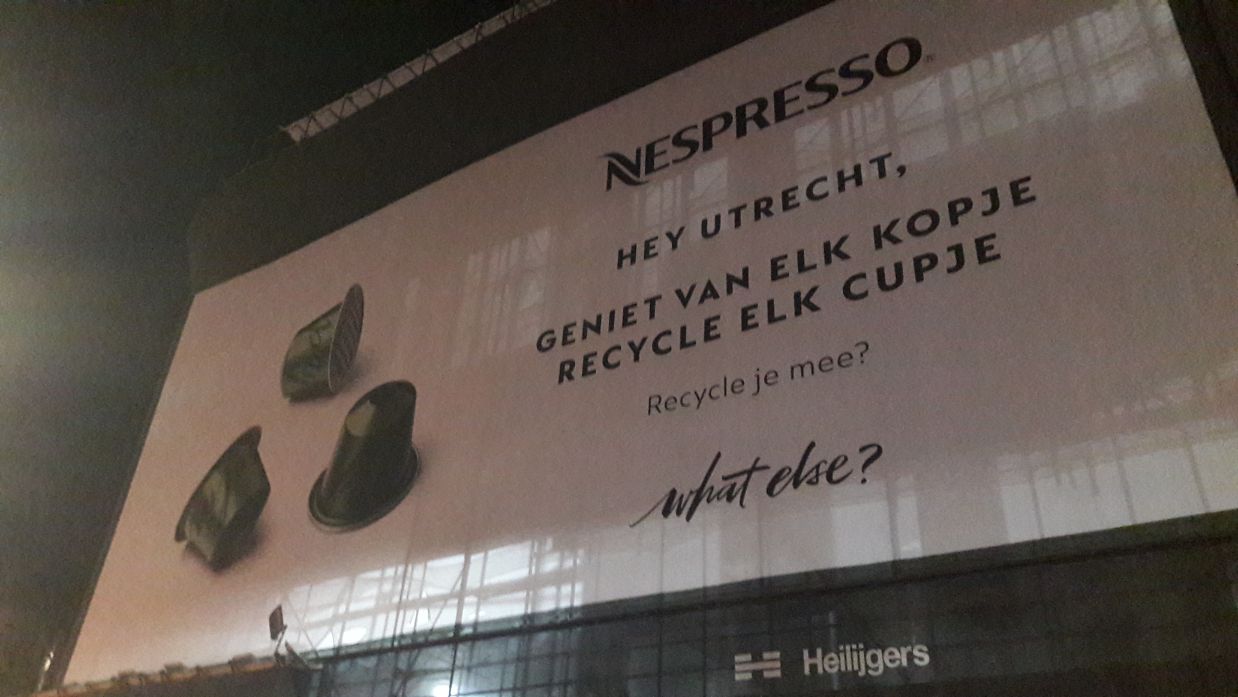 NESPRESSO
HEY UTRECHT,
GENIET VAN ELK KOPJE
RECYCLE ELK CUPJE
Recycle je mee?
what else?
Heilijgers